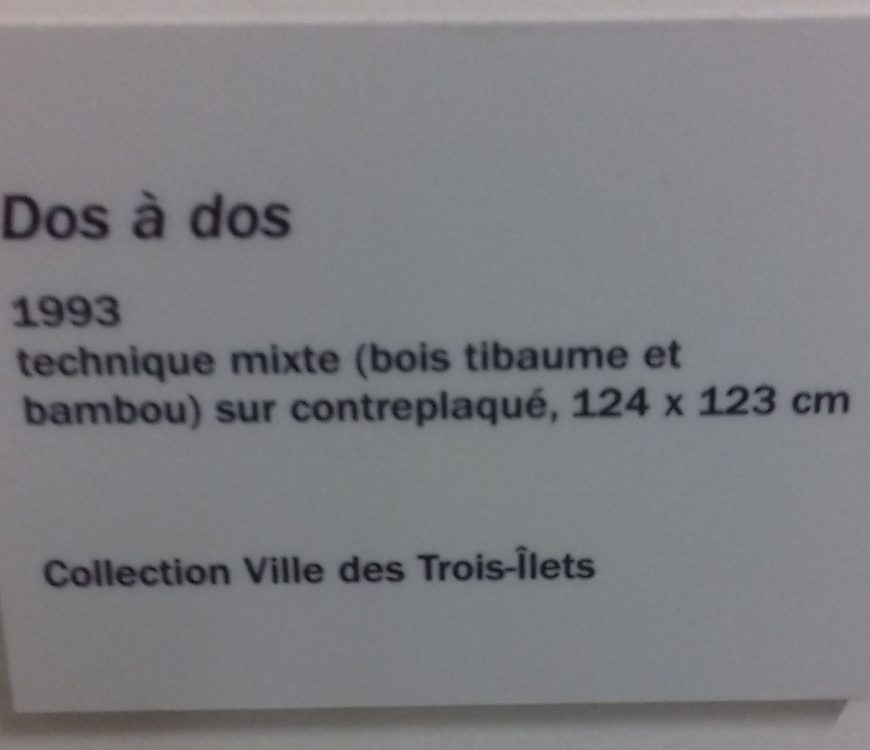 Dos à dos
1993
technique mixte (bois tibaume et
bambou) sur contreplaqué, 124 x 123 cm
Collection Ville des Trois-Îlets